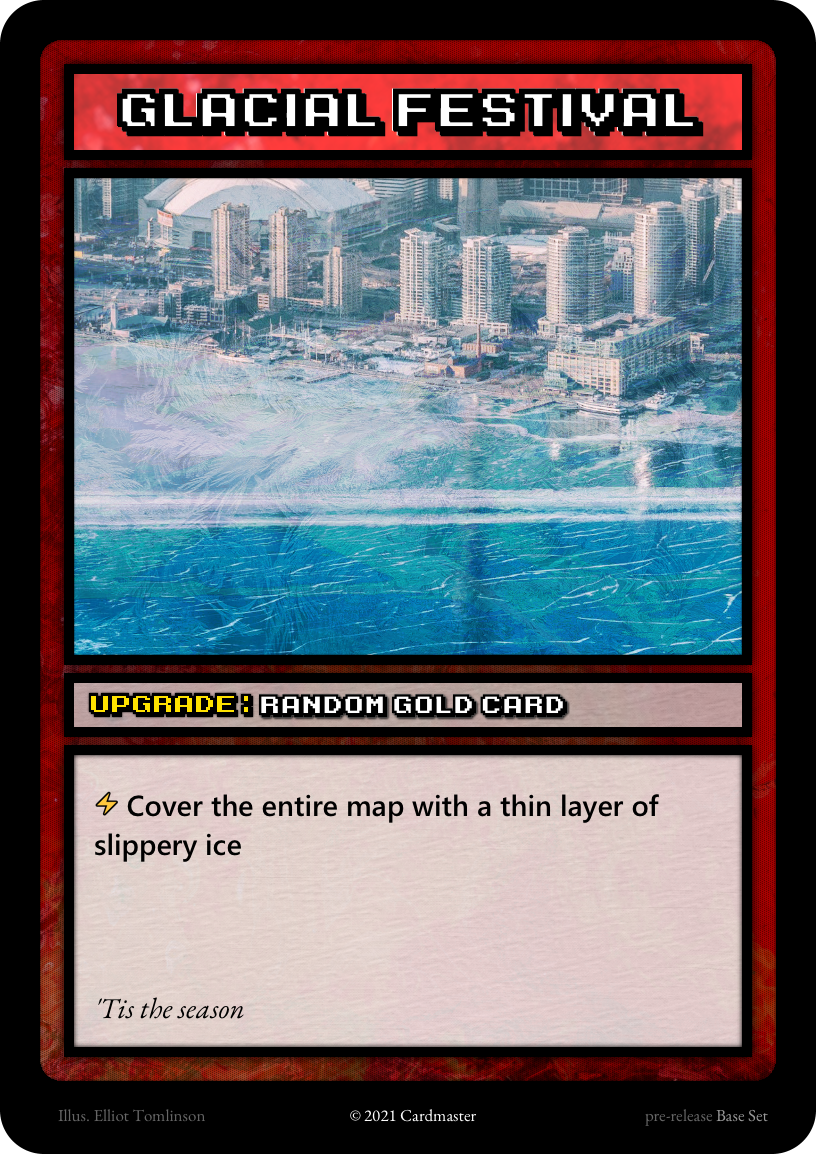 GLACIAL FESTIVAL
UPGRADE: RANDOM GOLD CARD
⚡ Cover the entire map with a thin layer of
slippery ice
'Tis the season
Illus. Elliot Tomlinson © 2021 Cardmaster pre-release Base Set